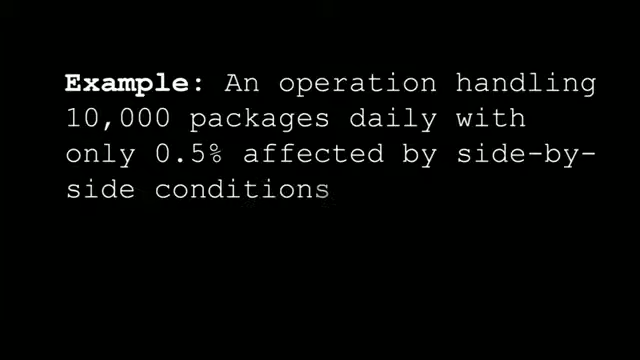 Example: An operation handling
10,000 packages daily with
only 0.5% affected by side-by-
side conditions